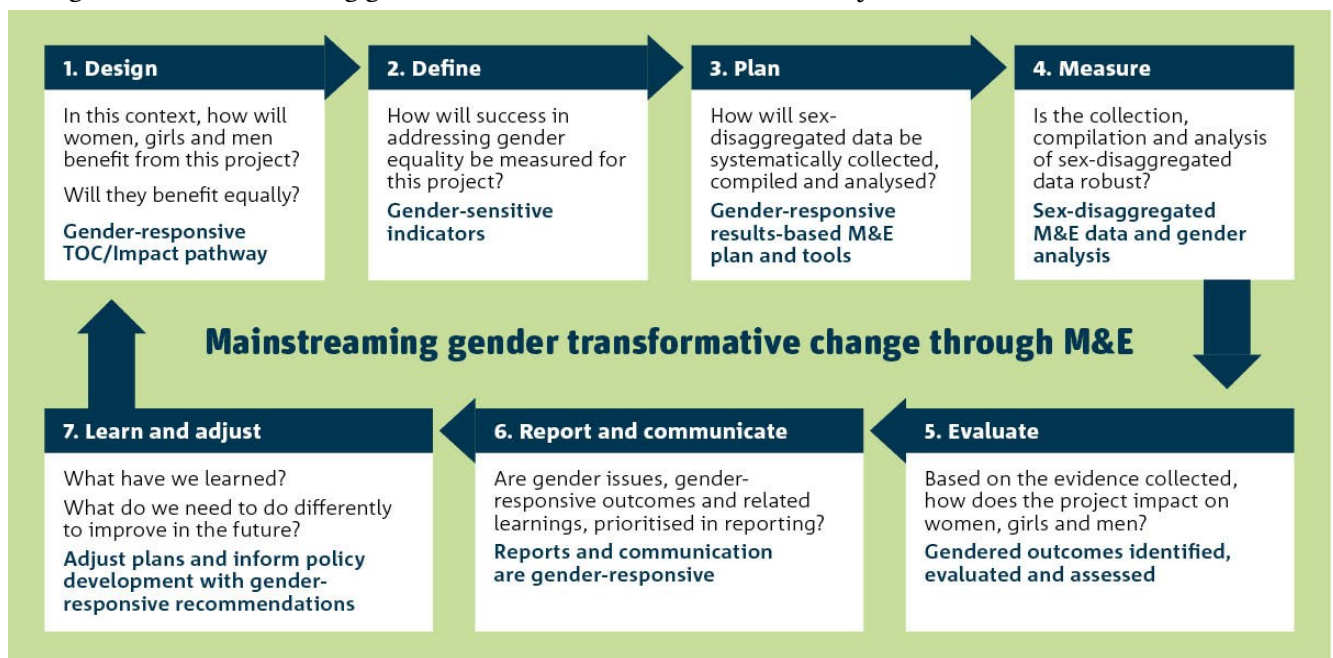 1. Design
In this context, how will
women, girls and men
benefit from this project?
Will they benefit equally?
Gender-responsive
TOC/Impact pathway
2. Define
How will success in
addressing gender
equality be measured for
this project?
Gender-sensitive
indicators
3. Plan
How will sex-
disaggregated data be
systematically collected,
compiled and analysed?
Gender-responsive
results-based M&E
plan and tools
4. Measure
Is the collection,
compilation and analysis
of sex-disaggregated
data robust?
Sex-disaggregated
M&E data and gender
analysis
Mainstreaming gender transformative change through M&E
5. Evaluate
Based on the evidence collected,
how does the project impact on
women, girls and men?
Gendered outcomes identified,
evaluated and assessed
6. Report and communicate
Are gender issues, gender-
responsive outcomes and related
learnings, prioritised in reporting?
Reports and communication
are gender-responsive
7. Learn and adjust
What have we learned?
What do we need to do differently
to improve in the future?
Adjust plans and inform policy
development with gender-
responsive recommendations